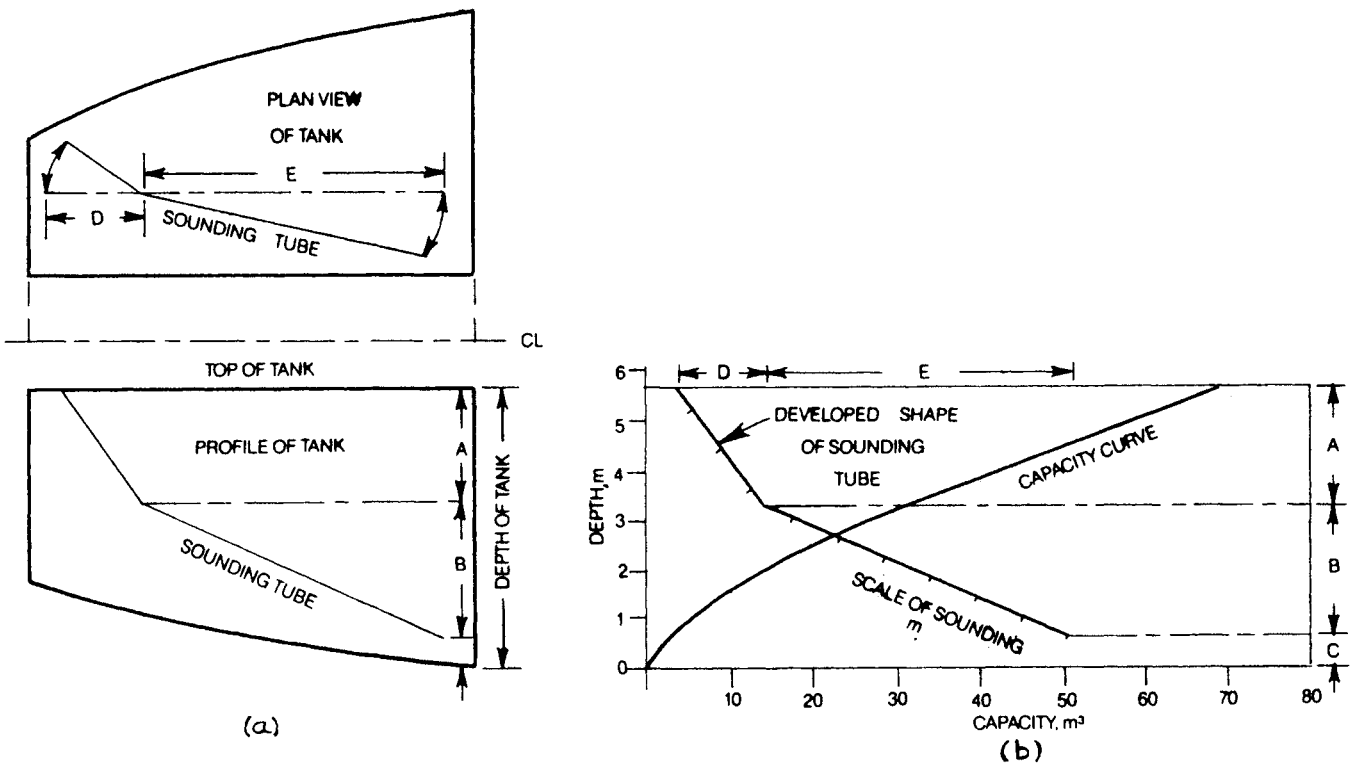 PLAN VIEW
OF TANK
E
D
SOUNDING TUBE
CL
TOP OF TANK
PROFILE OF TANK
A
DEPTH OF TANK
SOUNDING TUBE
B
(a)
6
5
4
3
2
1
0
DEPTH, m
D
E
DEVELOPED SHAPE
OF SOUNDING
TUBE
CAPACITY CURVE
A
SCALE OF SOUNDING
m
B
C
10
20
30
40
50
60
70
80
CAPACITY, m³
(b)